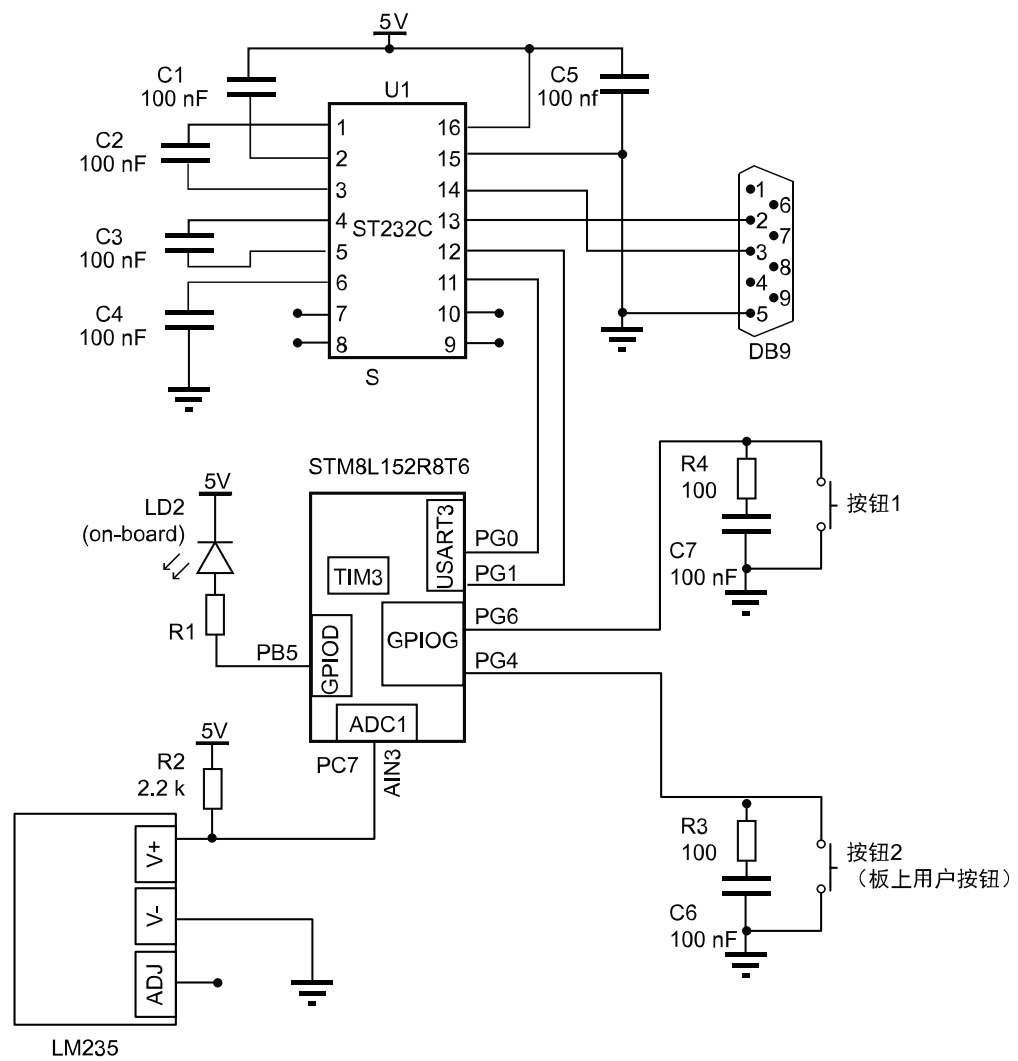 5V
C1
100 nF
C5
100 nf
U1
C2
100 nF
C3
100 nF
C4
100 nF
1
2
3
4
5
6
7
8
ST232C
16
15
14
13
12
11
10
9
S
1
6
2
7
3
8
4
9
5
DB9
STM8L152R8T6
5V
LD2
(on-board)
R1
PB5
GPIOD
TIM3
USART3
GPIOG
ADC1
PG0
PG1
PG6
PG4
PC7
AIN3
R4
100
C7
100 nF
按钮1
5V
R2
2.2 k
V+
V-
ADJ
LM235
R3
100
C6
100 nF
按钮2
（板上用户按钮）